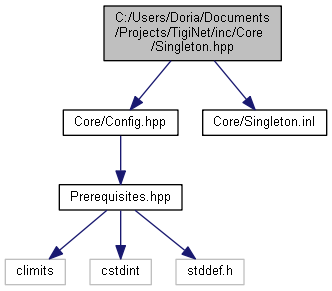 C:/Users/Doria/Documents
/Projects/TigiNet/inc/Core
/Singleton.hpp
Core/Config.hpp
Core/Singleton.inl
Prerequisites.hpp
climits
cstdint
stddef.h